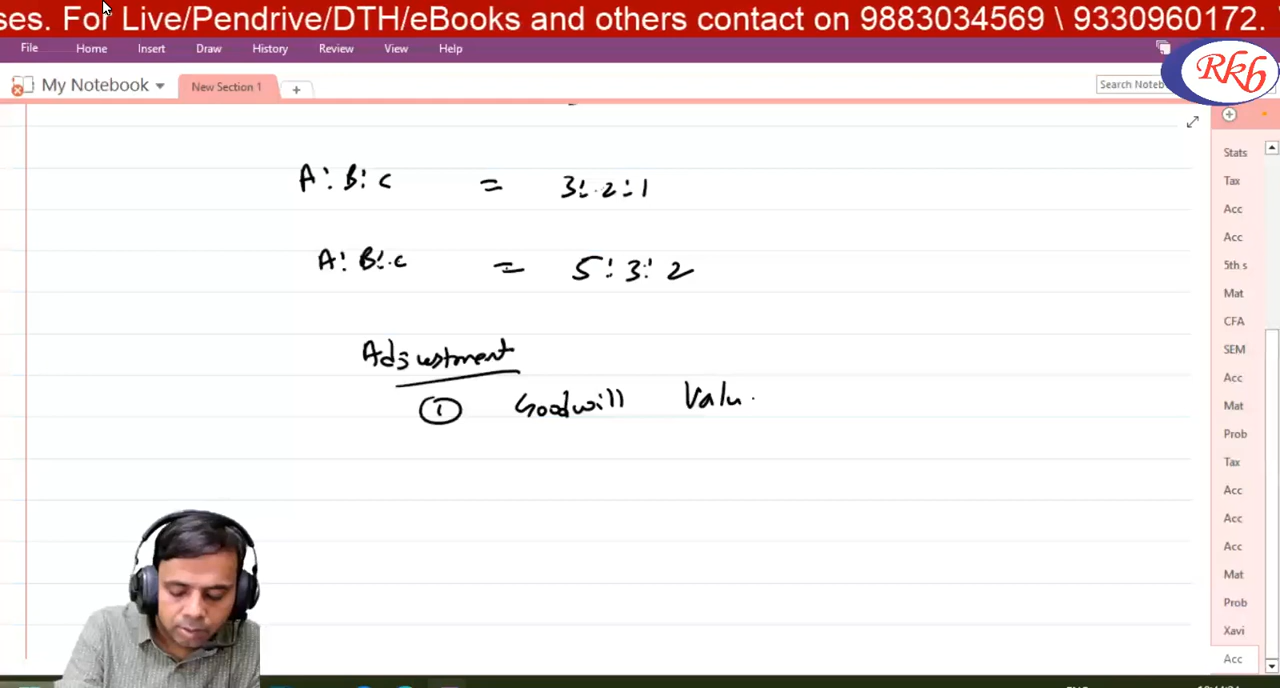 ses. For Live/Pendrive/DTH/eBooks and others contact on 9883034569 \ 9330960172.
File Home Insert Draw History Review View Help
Rkb
My Notebook New Section 1 +
Search Noteb
A:B:C = 3:2:1
A:B:C = 5:3:2
Adjustment
① Goodwill Valu.
Stats
Tax
Acc
Acc
5th s
Mat
CFA
SEM
Acc
Mat
Prob
Tax
Acc
Acc
Acc
Mat
Prob
Xavi
Acc